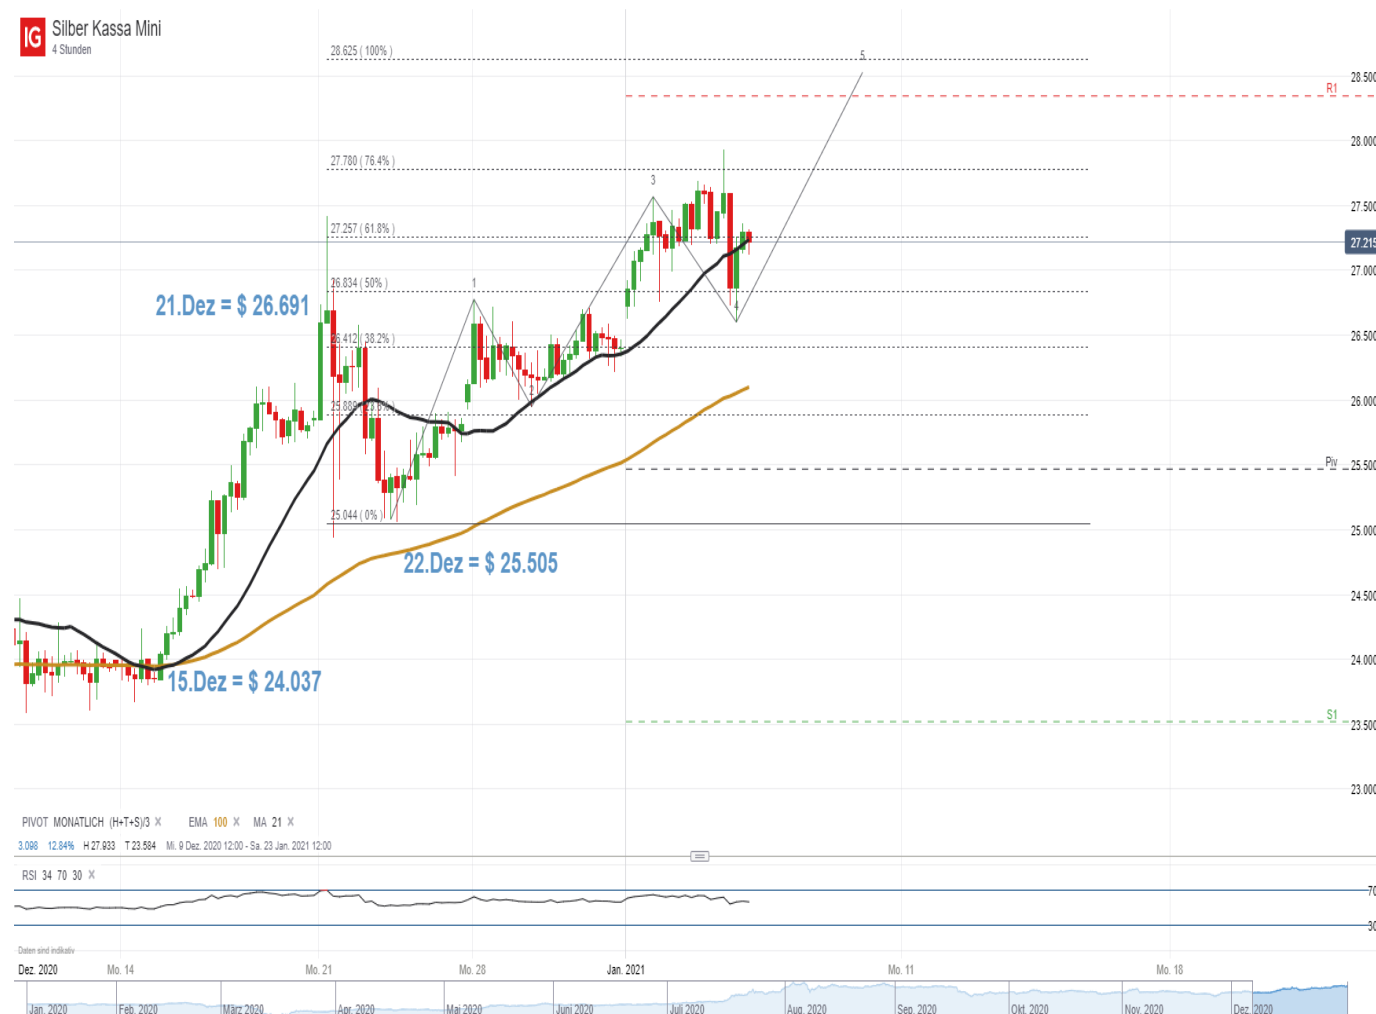 IG Silber Kassa Mini
4 Stunden
28.625 ( 100% )
5
28.500
R1
28.000
27.780 ( 76.4% )
3
27.500
27.257 ( 61.8% )
27.215
27.000
26.834 ( 50% )
1
21.Dez = $ 26.691
4
26.500
26.412 ( 38.2% )
2
26.000
25.889 ( 23.6% )
Piv
25.500
25.044 ( 0% )
25.000
22.Dez = $ 25.505
24.500
24.000
15.Dez = $ 24.037
S1
23.500
23.000
PIVOT MONATLICH (H+T+S)/3 EMA 100 MA 21
3.098 12.84% H 27.933 T 23.584 Mi. 9 Dez. 2020 12:00 - Sa. 23 Jan. 2021 12:00
RSI 34 70 30
70
30
Daten sind indikativ
Dez. 2020 Mo. 14 Mo. 21 Mo. 28 Jan. 2021 Mo. 11 Mo. 18
Jan. 2020 Feb. 2020 März 2020 Apr. 2020 Mai 2020 Juni 2020 Juli 2020 Aug. 2020 Sep. 2020 Okt. 2020 Nov. 2020 Dez. 2020